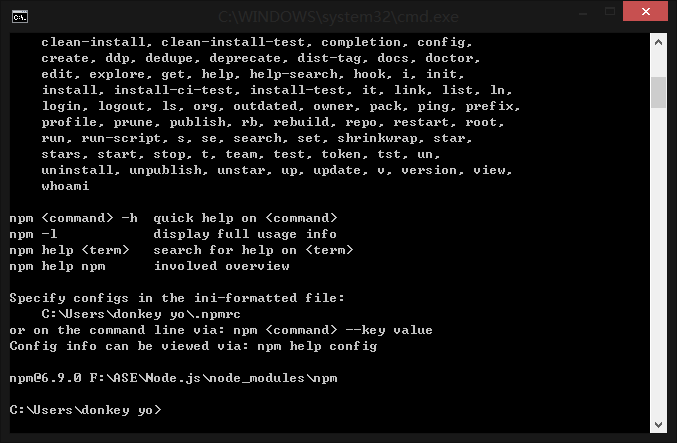 C:\WINDOWS\system32\cmd.exe
clean-install, clean-install-test, completion, config,
create, ddp, dedupe, deprecate, dist-tag, docs, doctor,
edit, explore, get, help, help-search, hook, i, init,
install, install-ci-test, install-test, it, link, list, ln,
login, logout, ls, org, outdated, owner, pack, ping, prefix,
profile, prune, publish, rb, rebuild, repo, restart, root,
run, run-script, s, se, search, set, shrinkwrap, star,
stars, start, stop, t, team, test, token, tst, un,
uninstall, unpublish, unstar, up, update, v, version, view,
whoami
npm <command> -h  quick help on <command>
npm -l            display full usage info
npm help <term>   search for help on <term>
npm help npm      involved overview
Specify configs in the ini-formatted file:
C:\Users\donkey yo\.npmrc
or on the command line via: npm <command> --key value
Config info can be viewed via: npm help config
npm@6.9.0 F:\ASE\Node.js\node_modules\npm
C:\Users\donkey yo>